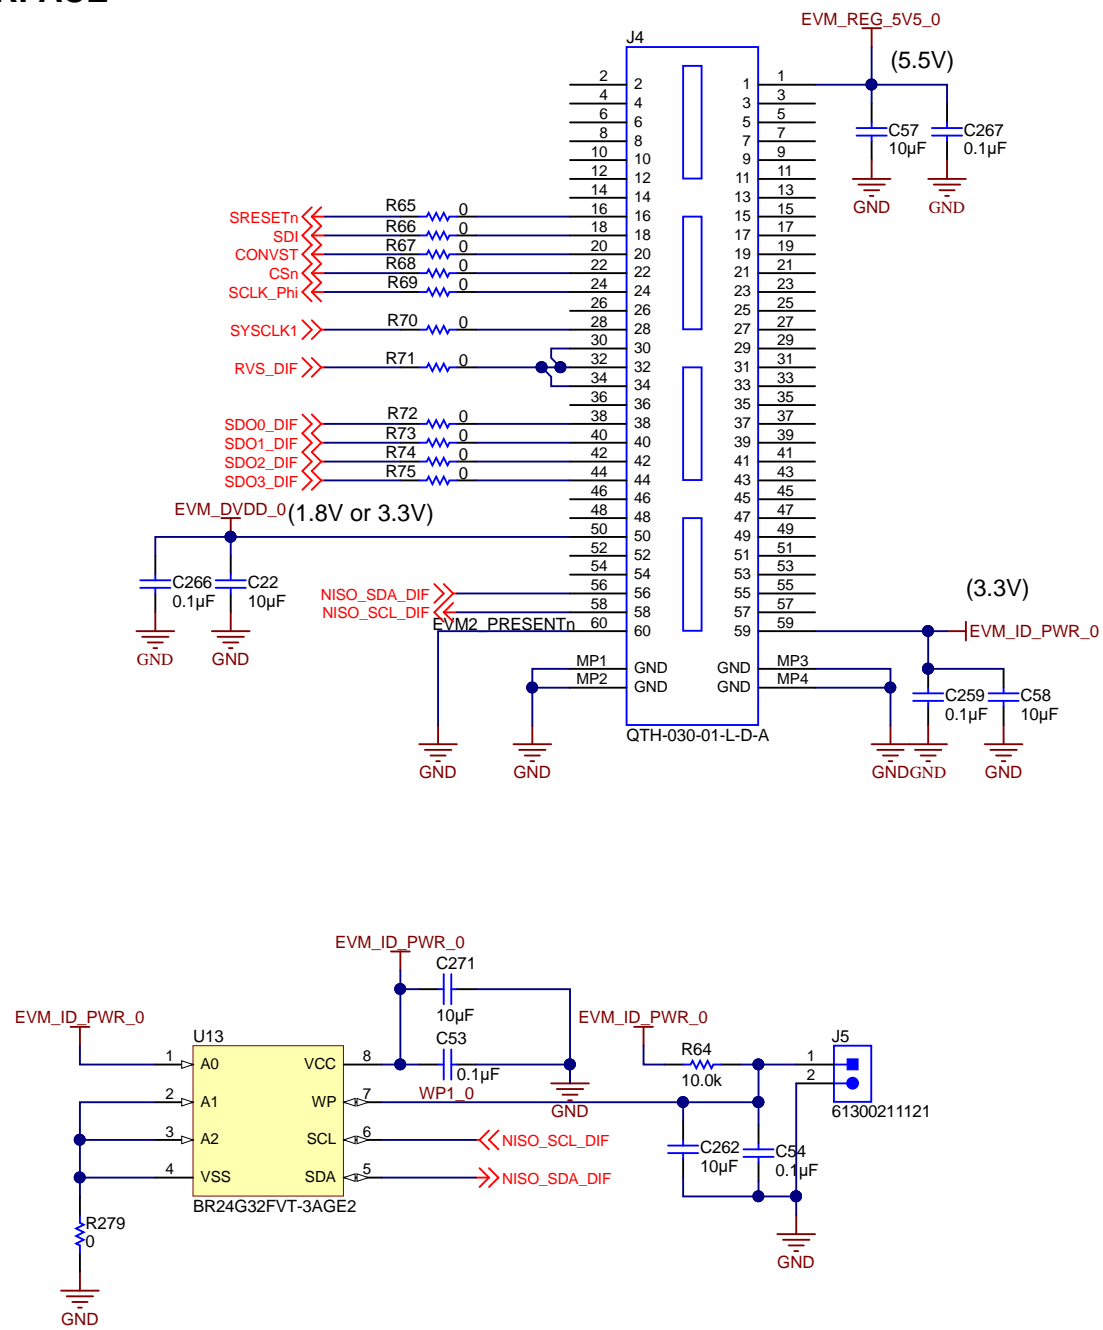 EVM_REG_5V5_0
J4
(5.5V)
2 2 1 1
4 4 3 3
6 6 5 5
8 8 7 7
10 10 9 9
12 12 11 11
14 14 13 13
C57 10µF
C267 0.1µF
GND GND
SRESETn R65 0 16 16 15 15
SDI R66 0 18 18 17 17
CONVST R67 0 20 20 19 19
CSn R68 0 22 22 21 21
SCLK_Phi R69 0 24 24 23 23
26 26 25 25
SYSCLK1 R70 0 28 28 27 27
30 30 29 29
RVS_DIF R71 0 32 32 31 31
34 34 33 33
36 36 35 35
SDO0_DIF R72 0 38 38 37 37
SDO1_DIF R73 0 40 40 39 39
SDO2_DIF R74 0 42 42 41 41
SDO3_DIF R75 0 44 44 43 43
46 46 45 45
EVM_DVDD_0 (1.8V or 3.3V)
48 48 47 47
50 50 49 49
52 52 51 51
54 54 53 53
C266 0.1µF
C22 10µF
GND GND
NISO_SDA_DIF 56 56 55 55
(3.3V)
NISO_SCL_DIF 58 58 57 57
EVM2_PRESENTn 60 60 59 59 EVM_ID_PWR_0
MP1 GND GND MP3
MP2 GND GND MP4
C259 0.1µF
C58 10µF
QTH-030-01-L-D-A
GND GND GND GND GND
EVM_ID_PWR_0
C271
10µF
EVM_ID_PWR_0
EVM_ID_PWR_0
U13
C53
0.1µF
R64
10.0k
J5
1 A0 VCC 8
2 A1 WP 7
3 A2 SCL 6
4 VSS SDA 5
BR24G32FVT-3AGE2
WP1_0
GND
NISO_SCL_DIF
NISO_SDA_DIF
1
2
61300211121
C262 10µF
C54 0.1µF
R279
0
GND
GND